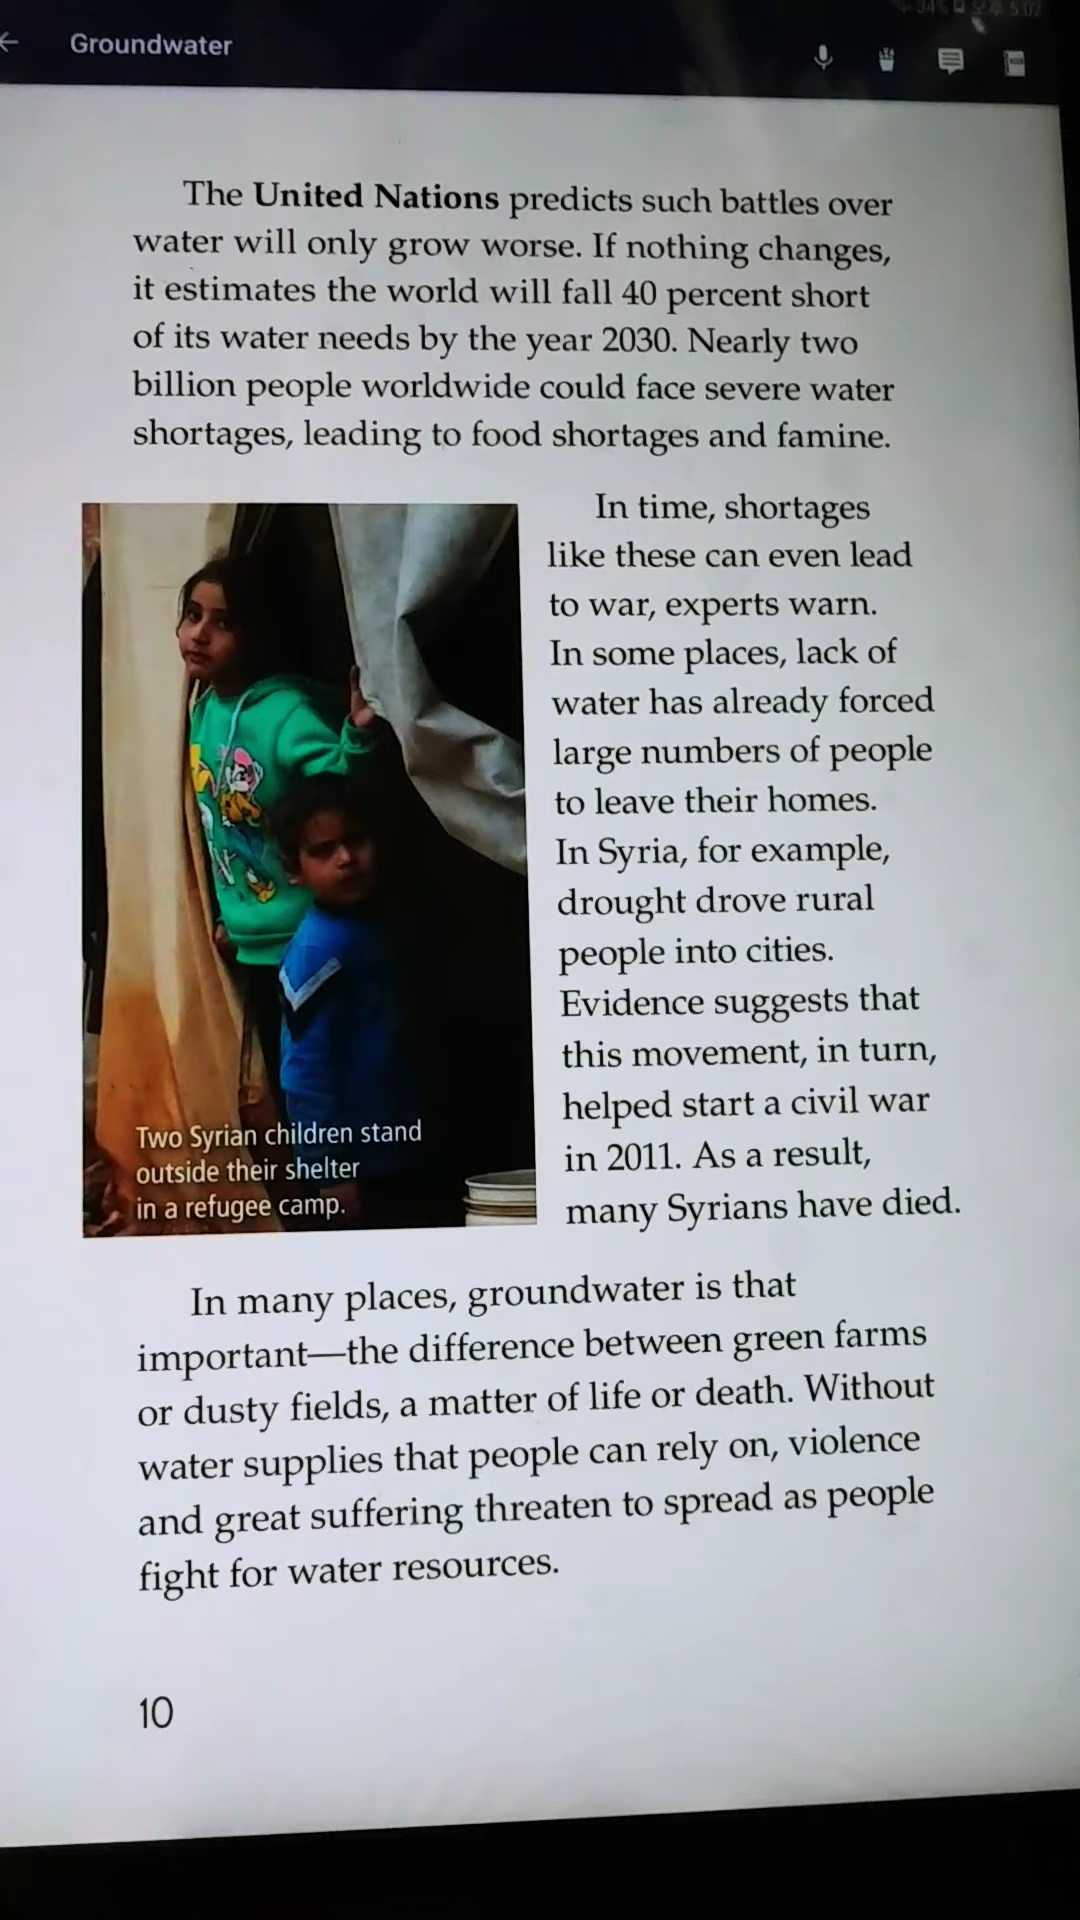 Groundwater
The United Nations predicts such battles over
water will only grow worse. If nothing changes,
it estimates the world will fall 40 percent short
of its water needs by the year 2030. Nearly two
billion people worldwide could face severe water
shortages, leading to food shortages and famine.
In time, shortages
like these can even lead
to war, experts warn.
In some places, lack of
water has already forced
large numbers of people
to leave their homes.
In Syria, for example,
drought drove rural
people into cities.
Evidence suggests that
this movement, in turn,
helped start a civil war
in 2011. As a result,
many Syrians have died.
Two Syrian children stand
outside their shelter
in a refugee camp.
In many places, groundwater is that
important—the difference between green farms
or dusty fields, a matter of life or death. Without
water supplies that people can rely on, violence
and great suffering threaten to spread as people
fight for water resources.
10